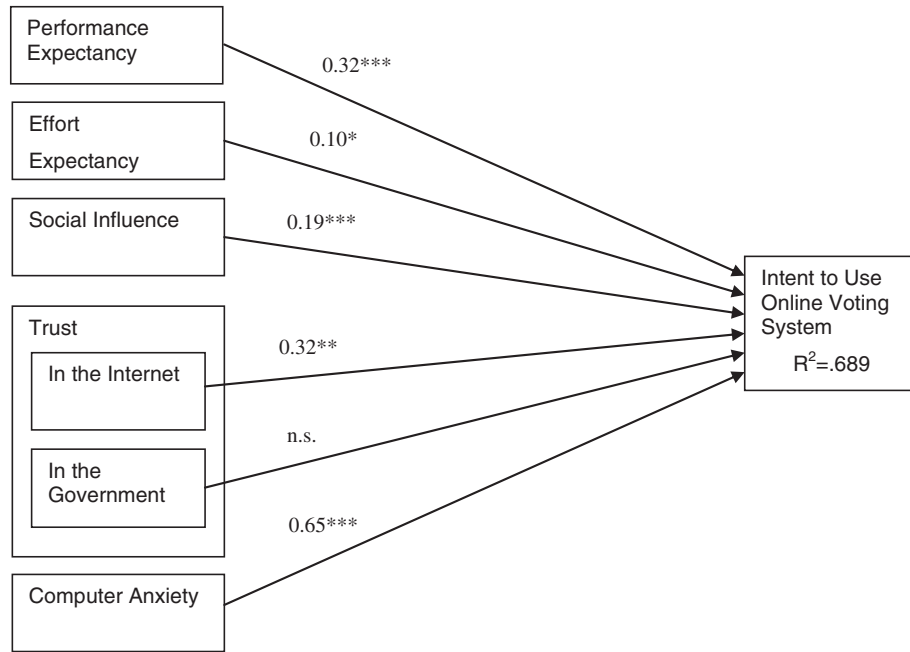 Performance
Expectancy
0.32***
Effort
Expectancy
0.10*
Social Influence
0.19***
Trust
In the Internet
0.32**
In the
Government
n.s.
Computer Anxiety
0.65***
Intent to Use
Online Voting
System
R²=.689